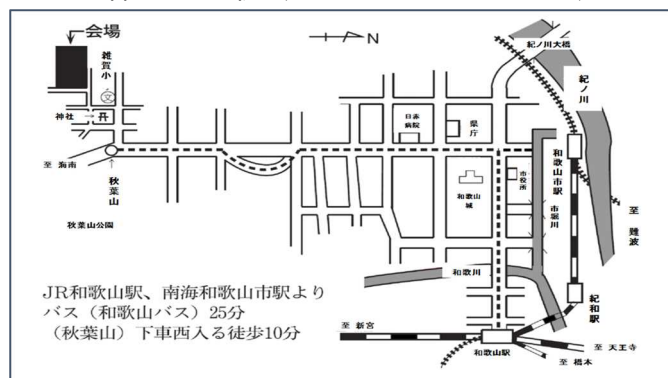 会場
N
雑賀小
文
神社
→
至 海南
↑
秋葉山
秋葉山公園
日赤
病院
県庁
和歌山
城
市役所
市堀川
和歌川
紀ノ川大橋
紀ノ川
和歌山市駅
至 難波
紀和駅
至 新宮
和歌山駅
至 天王寺
至 橋本
JR和歌山駅、南海和歌山市駅より
バス（和歌山バス）25分
（秋葉山）下車西入る徒歩10分